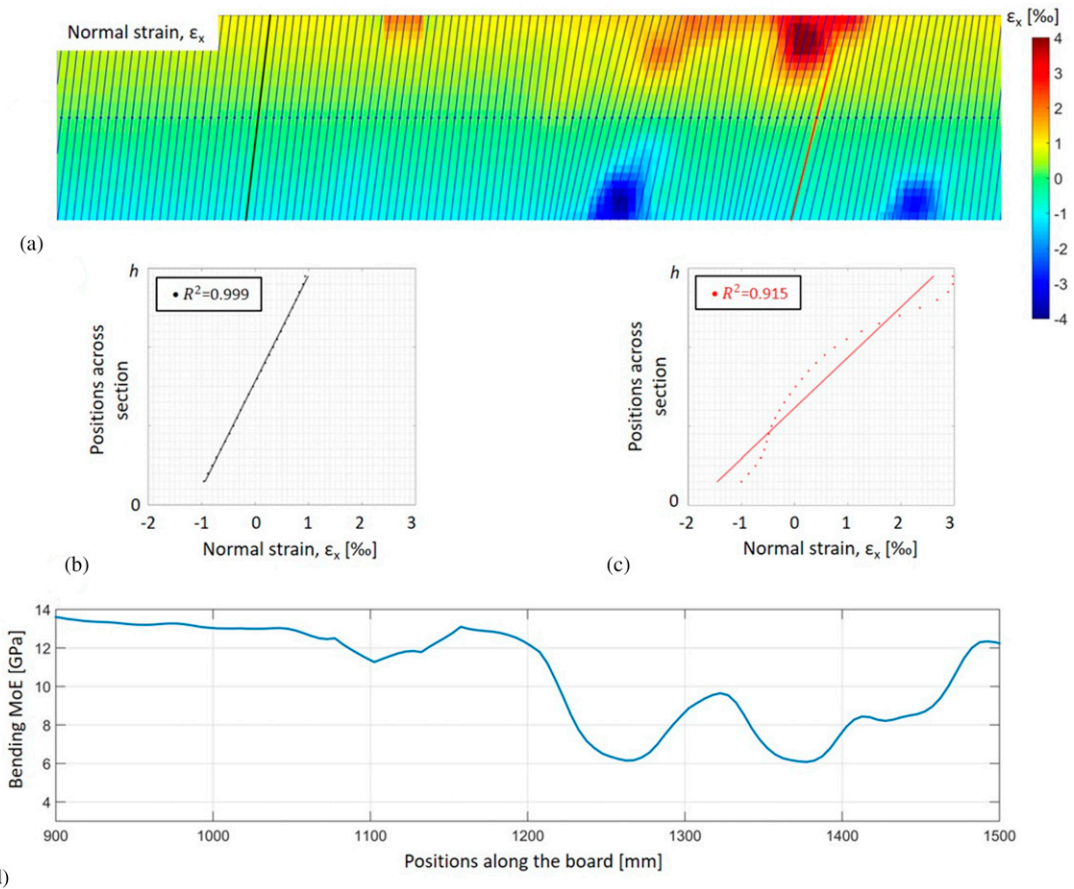 Normal strain, εx
εx [‰]
4
3
2
1
0
-1
-2
-3
-4
(a)
h
• R²=0.999
Positions across
section
0
-2 -1 0 1 2 3
Normal strain, εx [‰]
(b)
h
• R²=0.915
Positions across
section
0
-2 -1 0 1 2 3
Normal strain, εx [‰]
(c)
14
12
10
8
6
4
Bending MoE [GPa]
900 1000 1100 1200 1300 1400 1500
Positions along the board [mm]